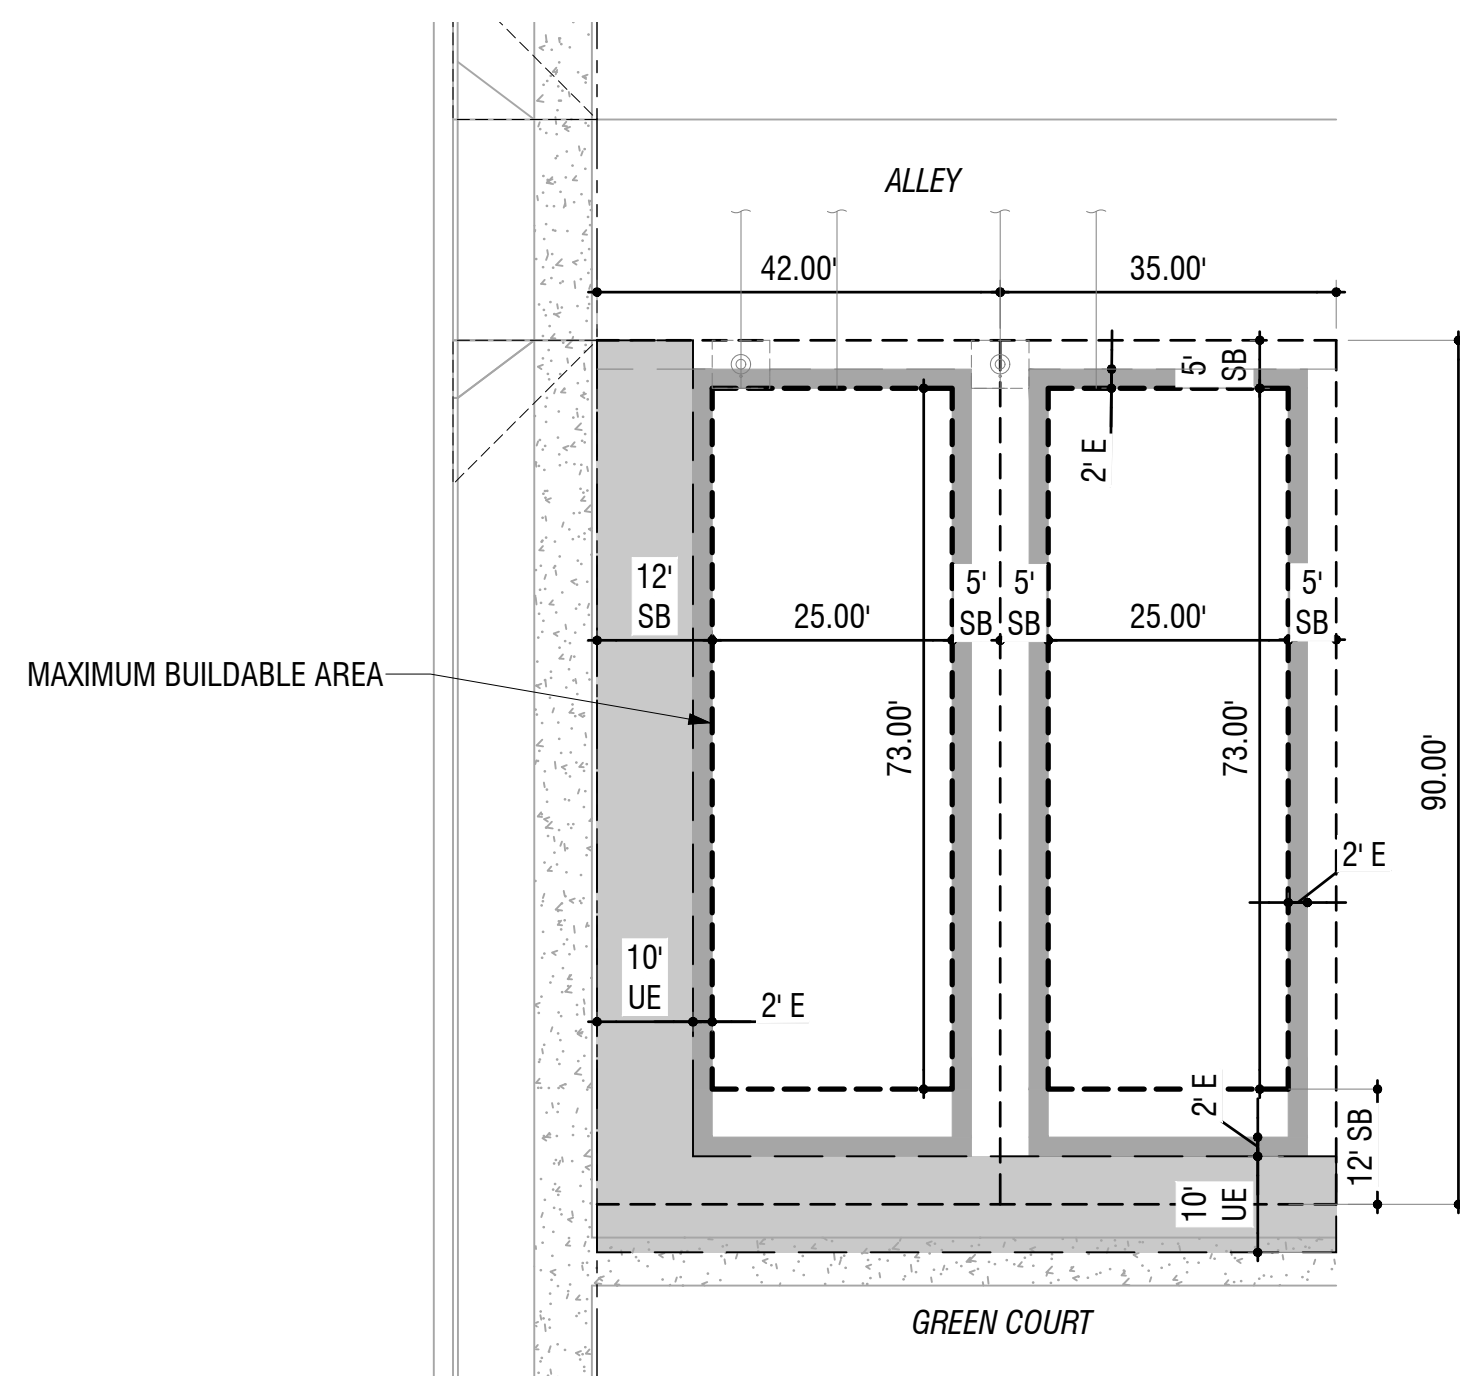 ALLEY
42.00'
35.00'
5'
SB
2' E
12'
SB
25.00'
5'
SB
5'
SB
25.00'
5'
SB
MAXIMUM BUILDABLE AREA
73.00'
73.00'
90.00'
2' E
10'
UE
2' E
2' E
12' SB
10'
UE
GREEN COURT